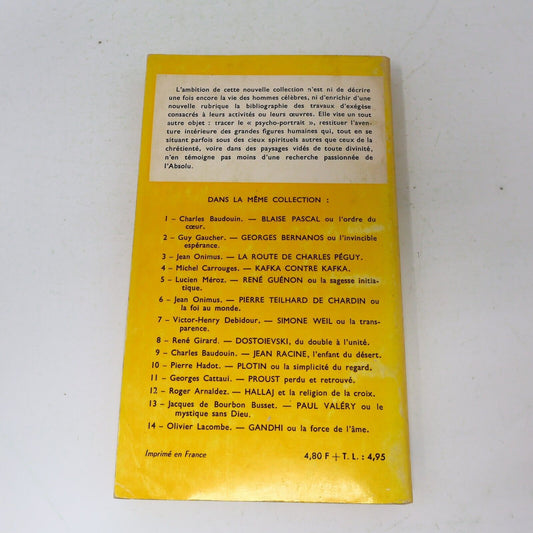 L'ambition de cette nouvelle collection n'est ni de décrire
une fois encore la vie des hommes célèbres, ni d'enrichir d'une
nouvelle rubrique la bibliographie des travaux d'exégèse
consacrés à leurs activités ou leurs œuvres. Elle vise un tout
autre objet : tracer le « psycho-portrait », restituer l'aven-
ture intérieure des grandes figures humaines qui, tout en se
situant parfois sous des cieux spirituels autres que ceux de la
chrétienté, voire dans des paysages vidés de toute divinité,
n'en témoigne pas moins d'une recherche passionnée de
l'Absolu.
DANS LA MÊME COLLECTION :
1 – Charles Baudouin. — BLAISE PASCAL ou l'ordre du
cœur.
2 – Guy Gaucher. — GEORGES BERNANOS ou l'invincible
espérance.
3 – Jean Onimus. — LA ROUTE DE CHARLES PÉGUY.
4 – Michel Carrouges. — KAFKA CONTRE KAFKA.
5 – Lucien Méroz. — RENÉ GUÉNON ou la sagesse initia-
tique.
6 – Jean Onimus. — PIERRE TEILHARD DE CHARDIN ou
la foi au monde.
7 – Victor-Henry Debidour. — SIMONE WEIL ou la trans-
parence.
8 – René Girard. — DOSTOIEVSKI, du double à l'unité.
9 – Charles Baudouin. — JEAN RACINE, l'enfant du désert.
10 – Pierre Hadot. — PLOTIN ou la simplicité du regard.
11 – Georges Cattaui. — PROUST perdu et retrouvé.
12 – Roger Arnaldez. — HALLAJ et la religion de la croix.
13 – Jacques de Bourbon Busset. — PAUL VALÉRY ou le
mystique sans Dieu.
14 – Olivier Lacombe. — GANDHI ou la force de l'âme.
Imprimé en France
4,80 F + T. L. : 4,95